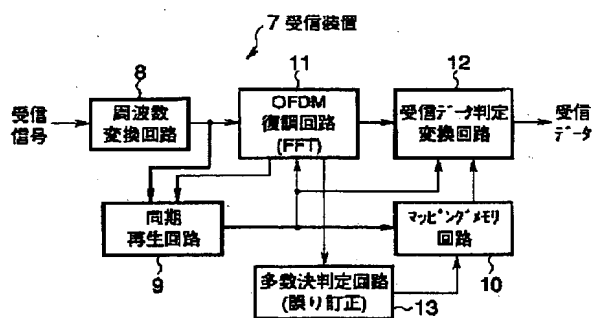 7 受信装置
8
11
12
受信
信号
周波数
変換回路
OFDM
復調回路
(FFT)
受信データ判定
変換回路
受信
データ
同期
再生回路
マッピングメモリ
回路
9
10
多数決判定回路
(誤り訂正)
13